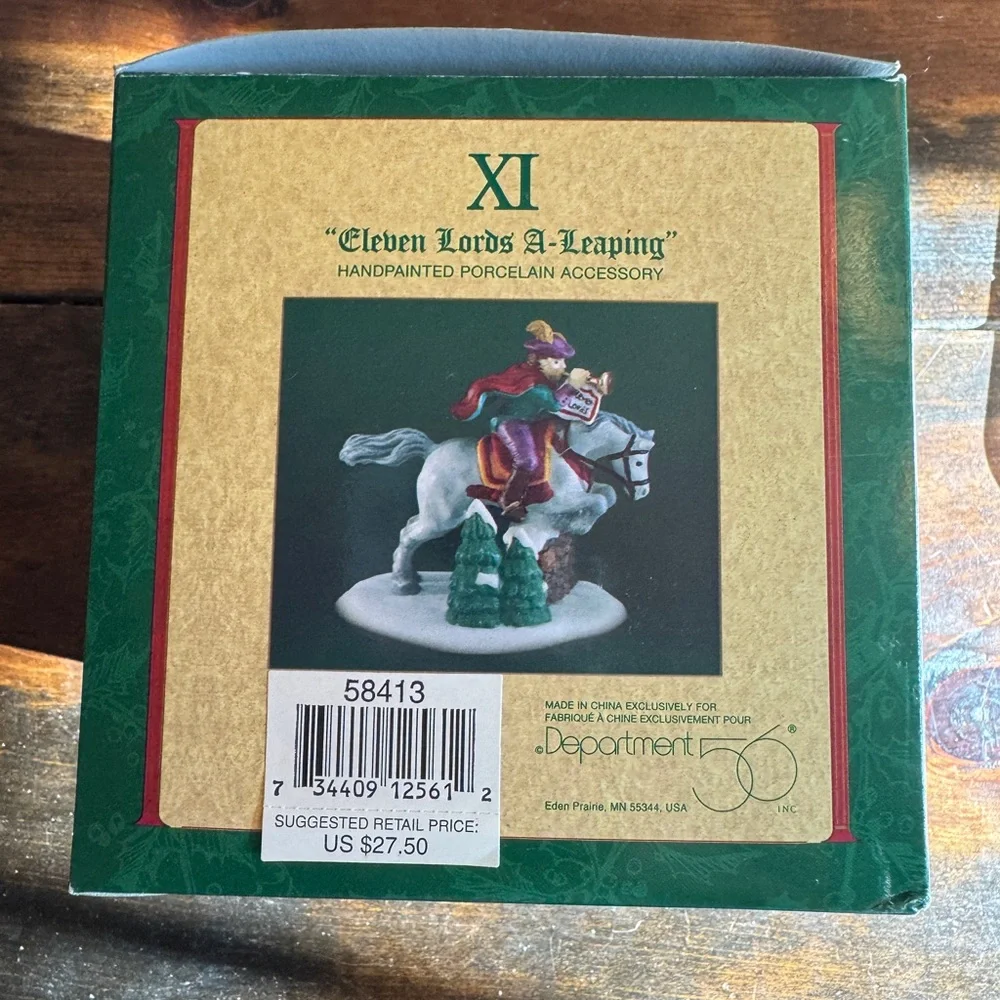 XI
“Eleven Lords A-Leaping”
HANDPAINTED PORCELAIN ACCESSORY
58413
7 34409 12561 2
SUGGESTED RETAIL PRICE:
US $27.50
MADE IN CHINA EXCLUSIVELY FOR
FABRIQUÉ À CHINE EXCLUSIVEMENT POUR
©Department 56®
INC
Eden Prairie, MN 55344, USA